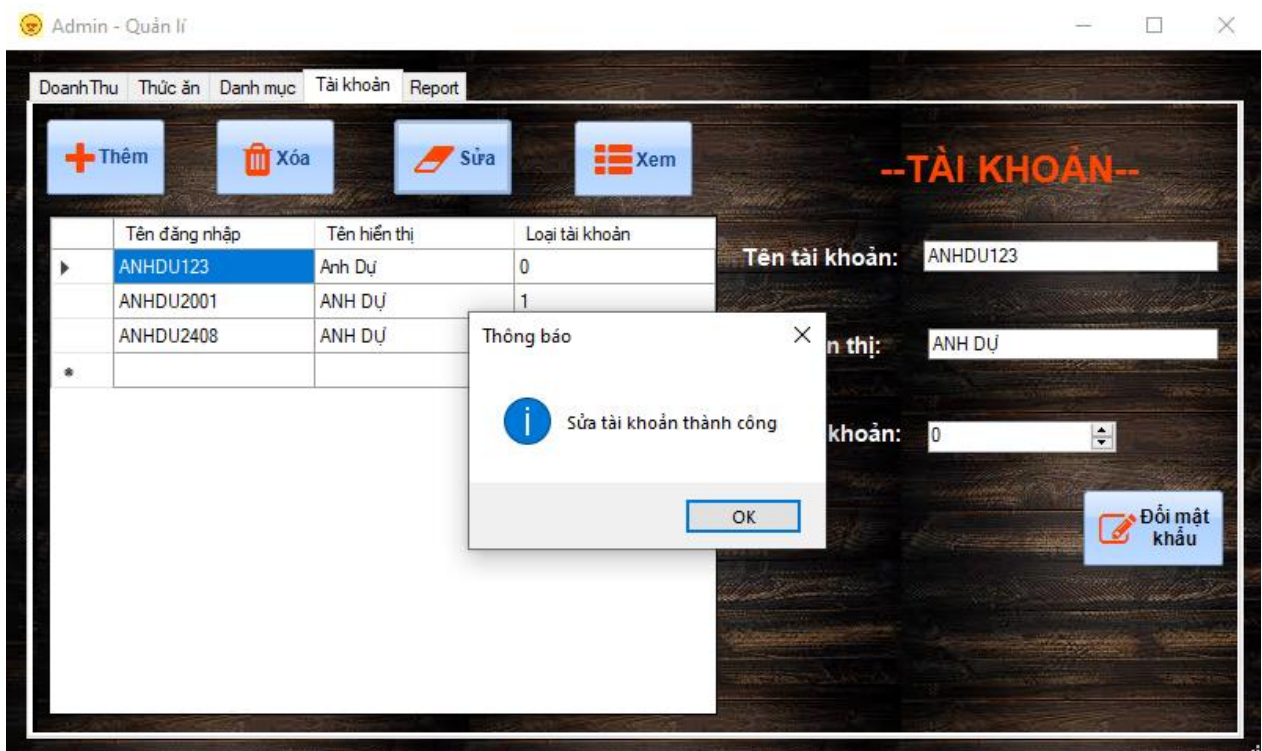 Admin - Quản lí
DoanhThu Thức ăn Danh mục Tài khoản Report
Thêm Xóa Sửa Xem
--TÀI KHOẢN--
Tên đăng nhập Tên hiển thị Loại tài khoản
ANHDU123 Anh Dự 0
ANHDU2001 ANH DỰ 1
ANHDU2408 ANH DỰ
Tên tài khoản: ANHDU123
n thị: ANH DỰ
khoản: 0
Đổi mật
khẩu
Thông báo
Sửa tài khoản thành công
OK